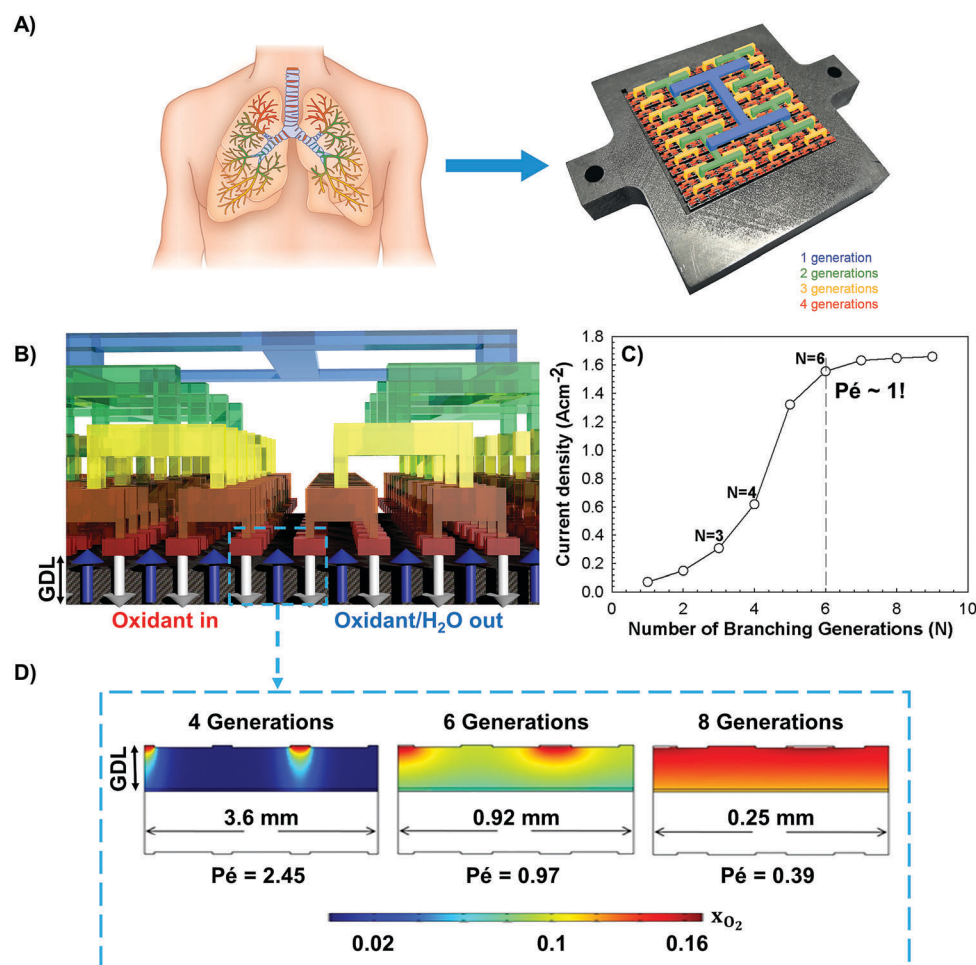 A)
1 generation
2 generations
3 generations
4 generations
B)
GDL
Oxidant in
Oxidant/H₂O out
C)
Current density (Acm⁻²)
1.8
1.6
1.4
1.2
1.0
0.8
0.6
0.4
0.2
0.0
N=6
Pé ~ 1!
N=4
N=3
0 2 4 6 8 10
Number of Branching Generations (N)
D)
4 Generations 6 Generations 8 Generations
GDL
3.6 mm 0.92 mm 0.25 mm
Pé = 2.45 Pé = 0.97 Pé = 0.39
x_O₂
0.02 0.1 0.16